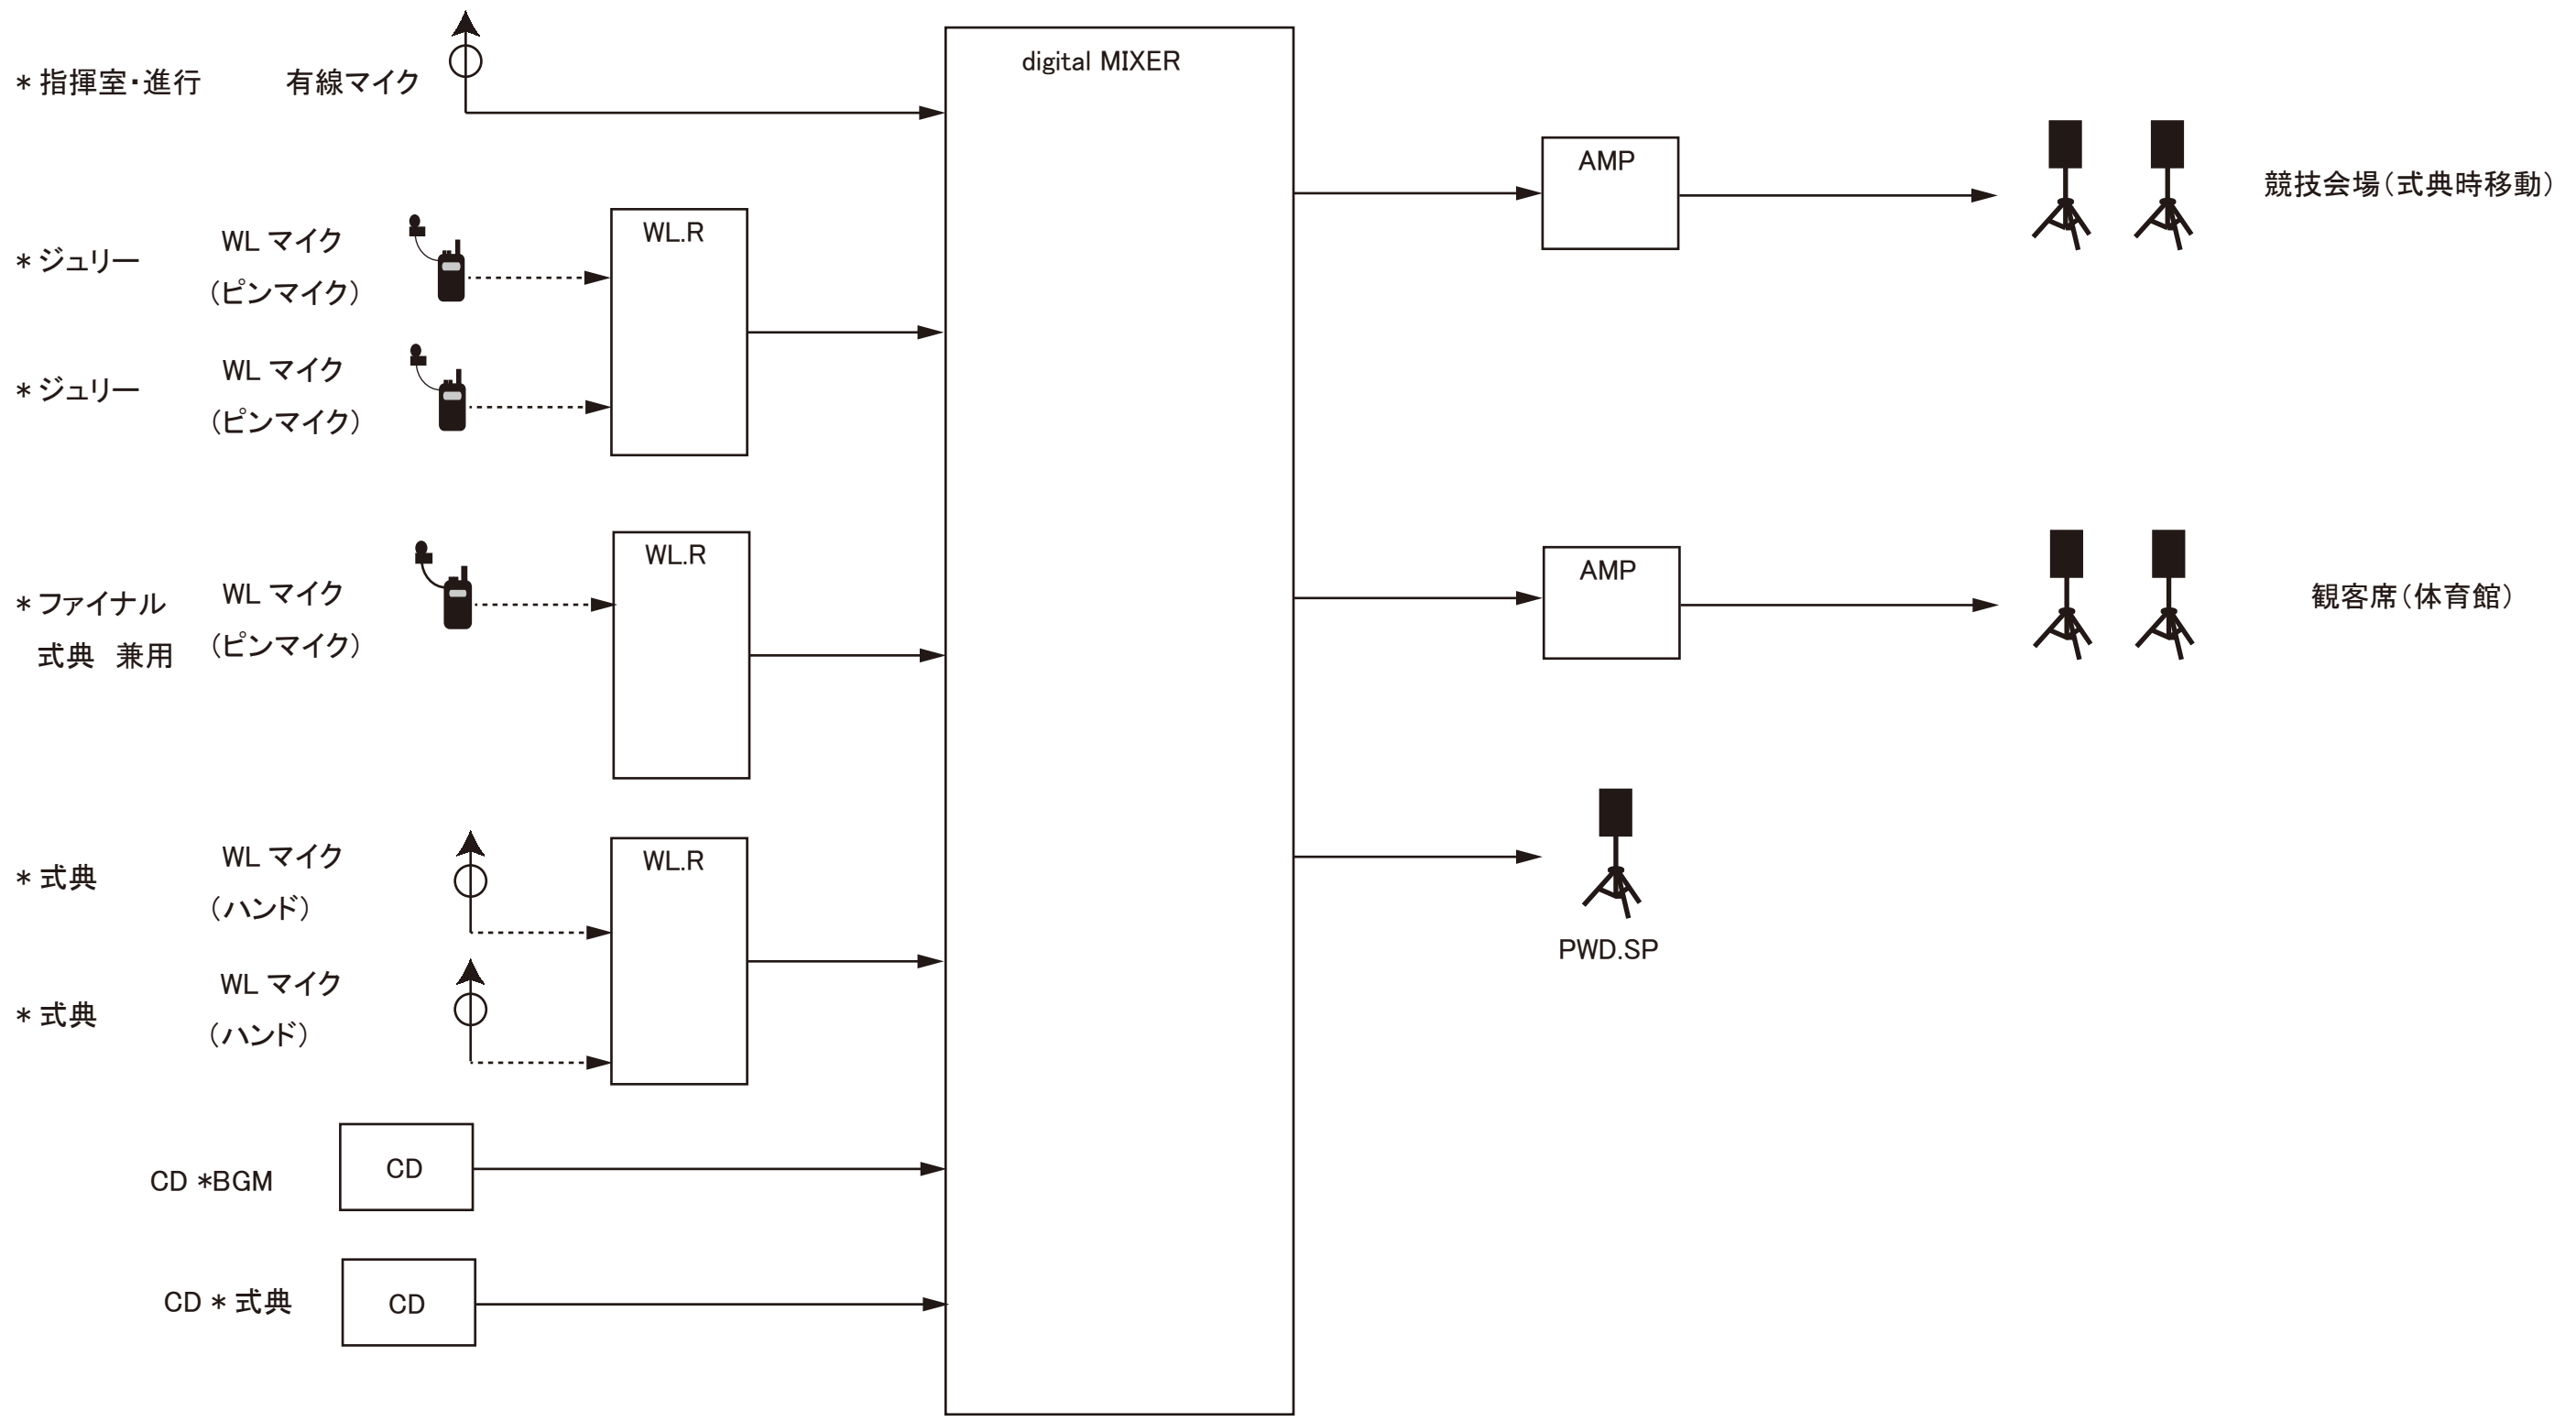 digital MIXER
* 指揮室・進行 有線マイク
AMP
競技会場(式典時移動)
WL.R
* ジュリー
WL マイク
(ピンマイク)
* ジュリー
WL マイク
(ピンマイク)
WL.R
AMP
観客席(体育館)
* ファイナル
式典 兼用
WL マイク
(ピンマイク)
WL.R
* 式典
WL マイク
(ハンド)
PWD.SP
* 式典
WL マイク
(ハンド)
CD *BGM
CD
CD * 式典
CD